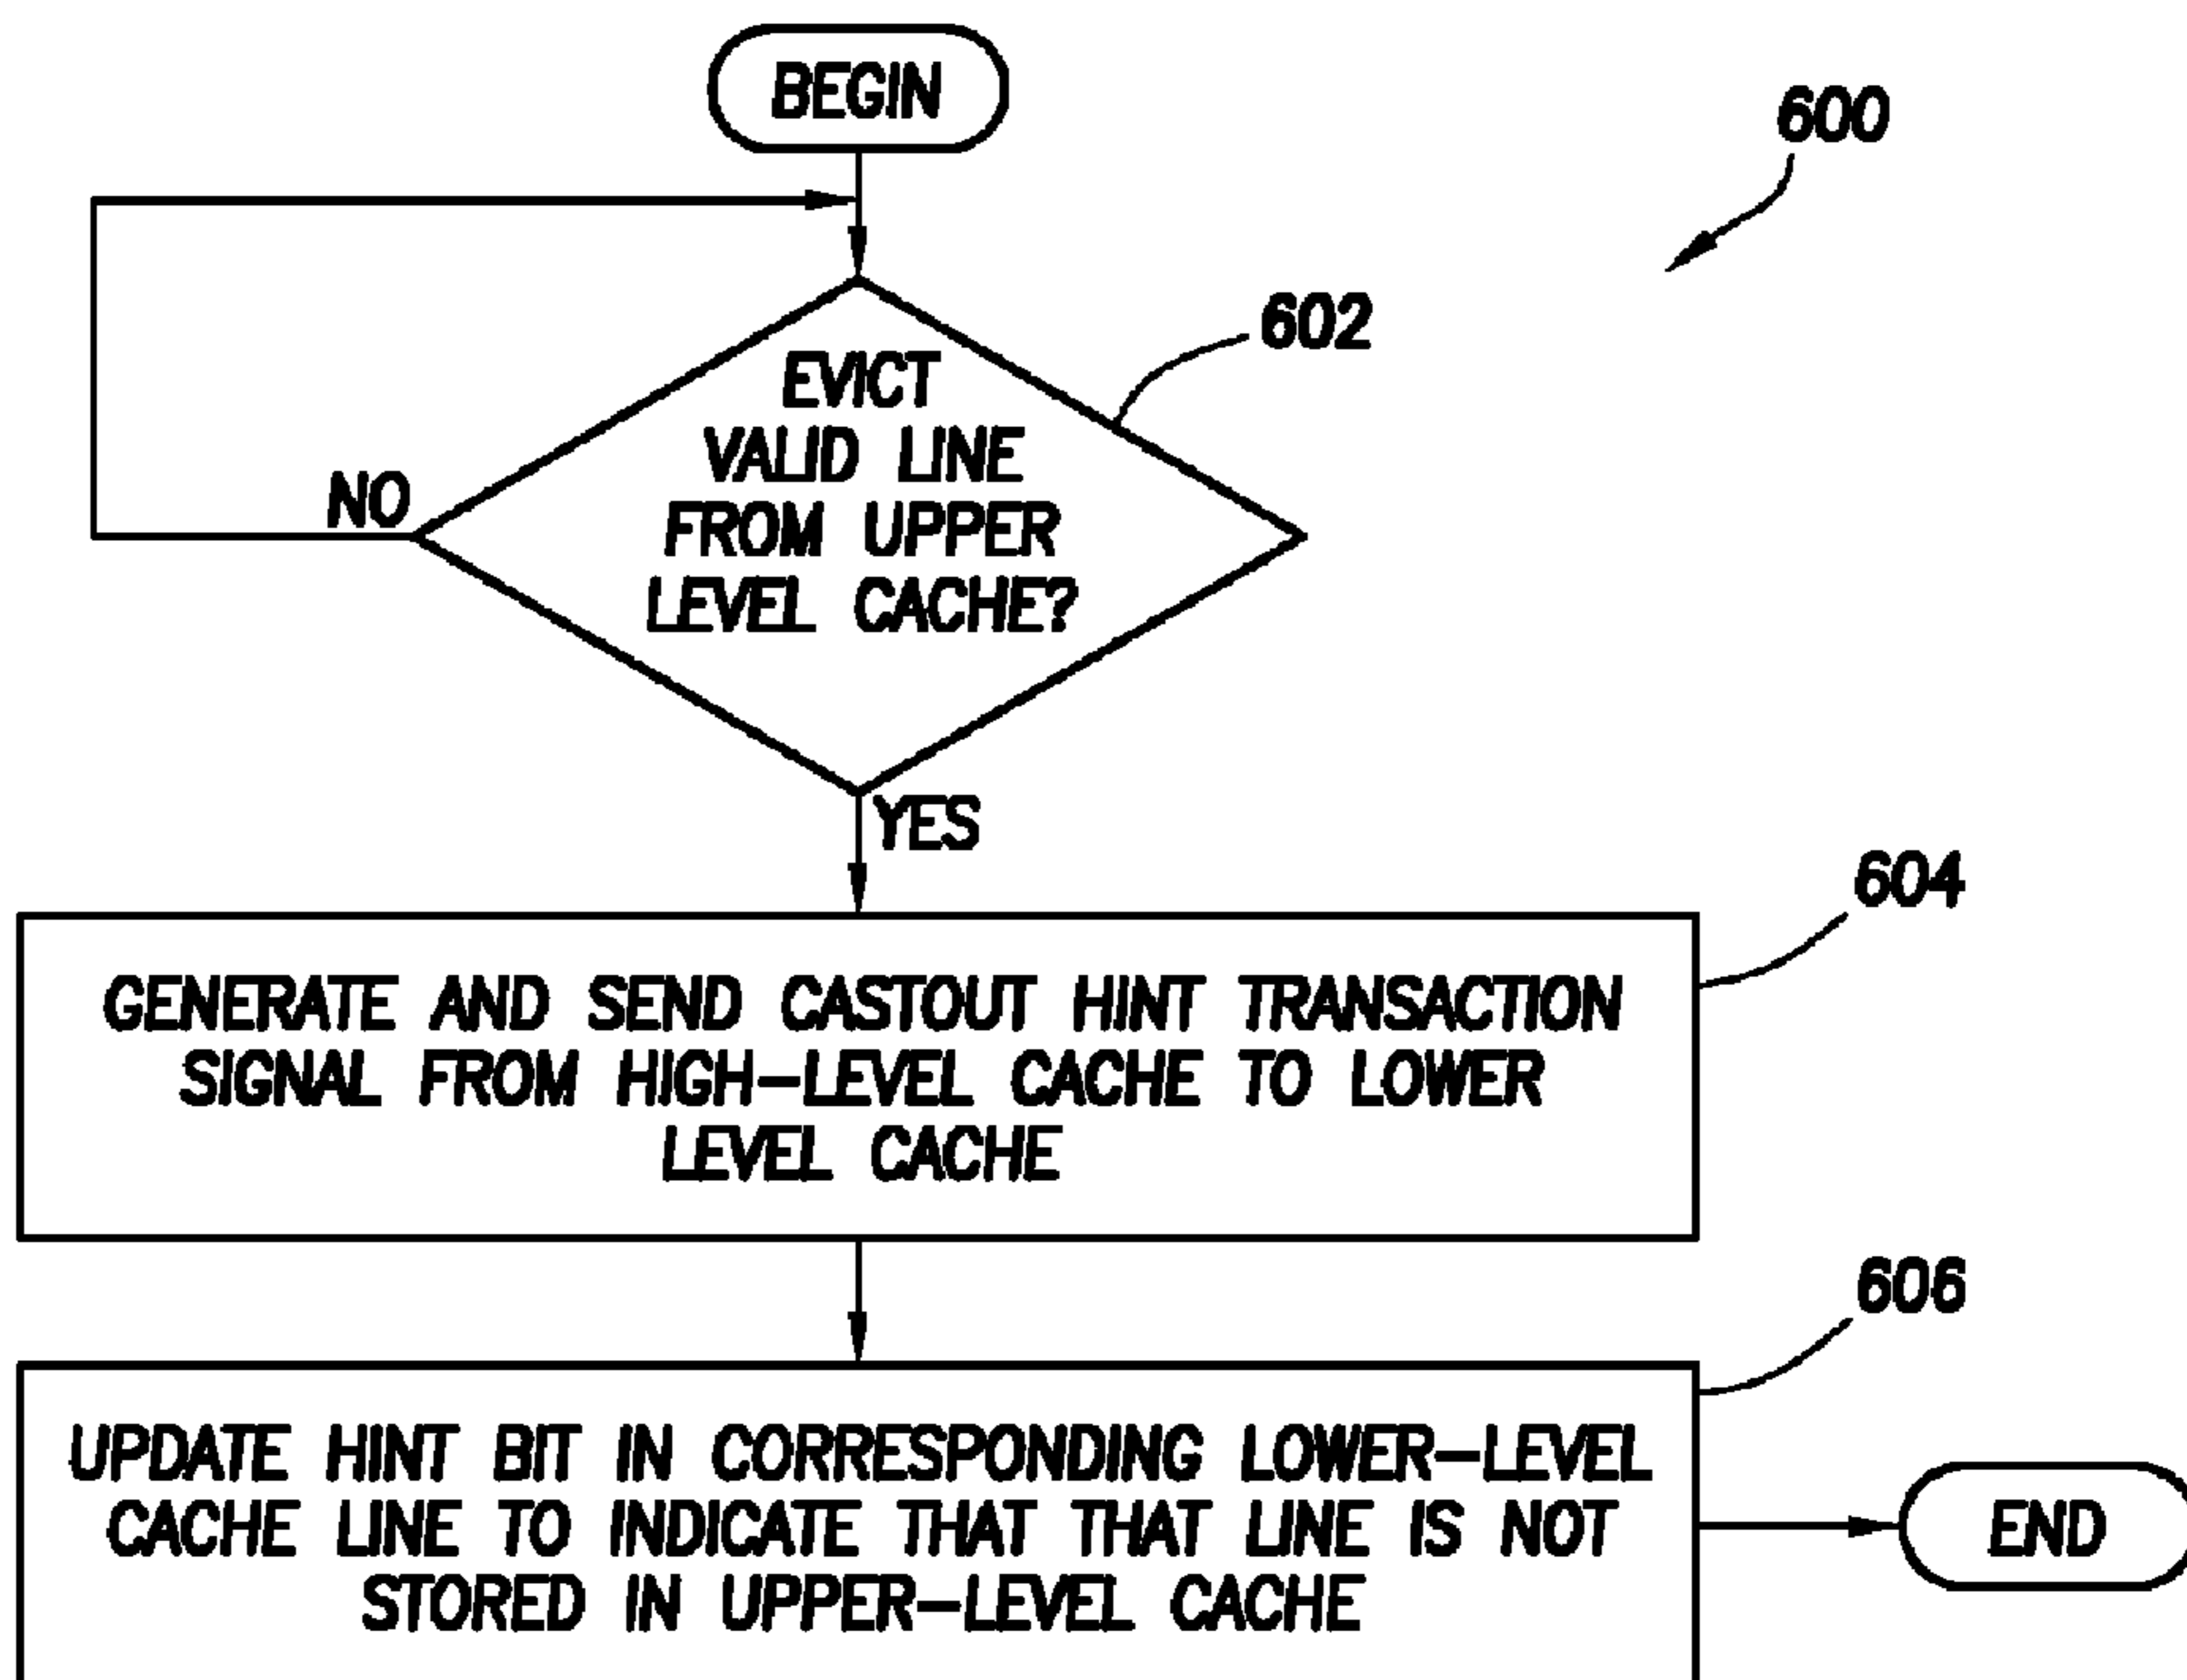 BEGIN
600
602
EVICT
VALID LINE
FROM UPPER
LEVEL CACHE?
NO
YES
604
GENERATE AND SEND CASTOUT HINT TRANSACTION
SIGNAL FROM HIGH-LEVEL CACHE TO LOWER
LEVEL CACHE
606
UPDATE HINT BIT IN CORRESPONDING LOWER-LEVEL
CACHE LINE TO INDICATE THAT THAT LINE IS NOT
STORED IN UPPER-LEVEL CACHE
END